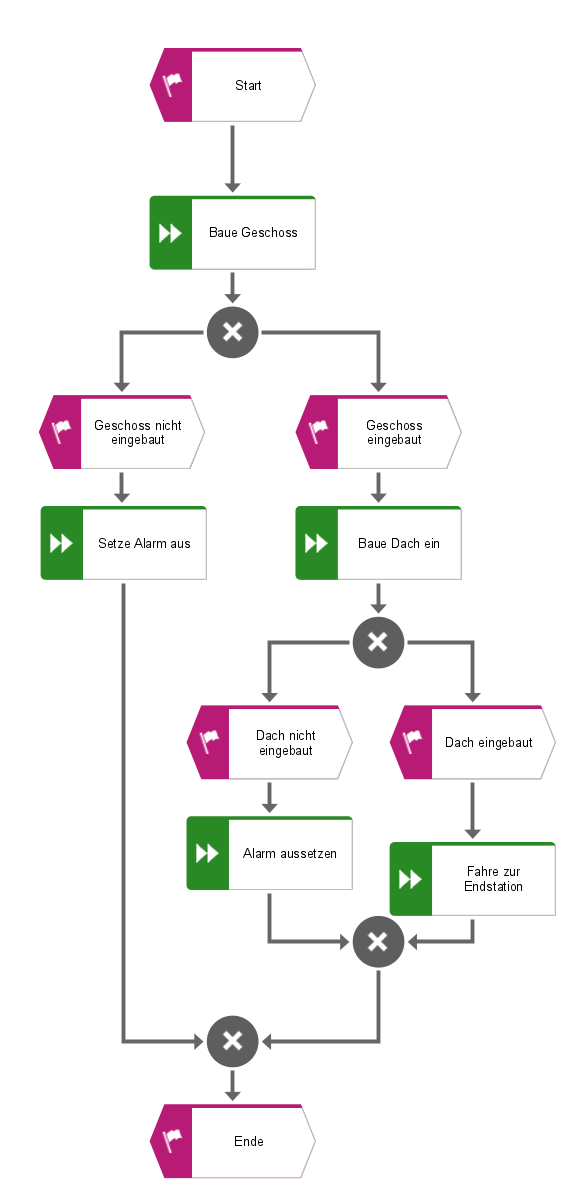 Start
Baue Geschoss
Geschoss nicht
eingebaut
Geschoss
eingebaut
Setze Alarm aus
Baue Dach ein
Dach nicht
eingebaut
Dach eingebaut
Alarm aussetzen
Fahre zur
Endstation
Ende